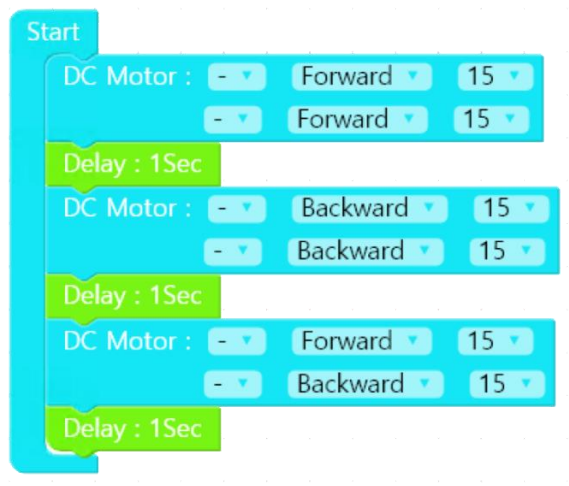 Start
DC Motor : - Forward 15
- Forward 15
Delay : 1Sec
DC Motor : - Backward 15
- Backward 15
Delay : 1Sec
DC Motor : - Forward 15
- Backward 15
Delay : 1Sec